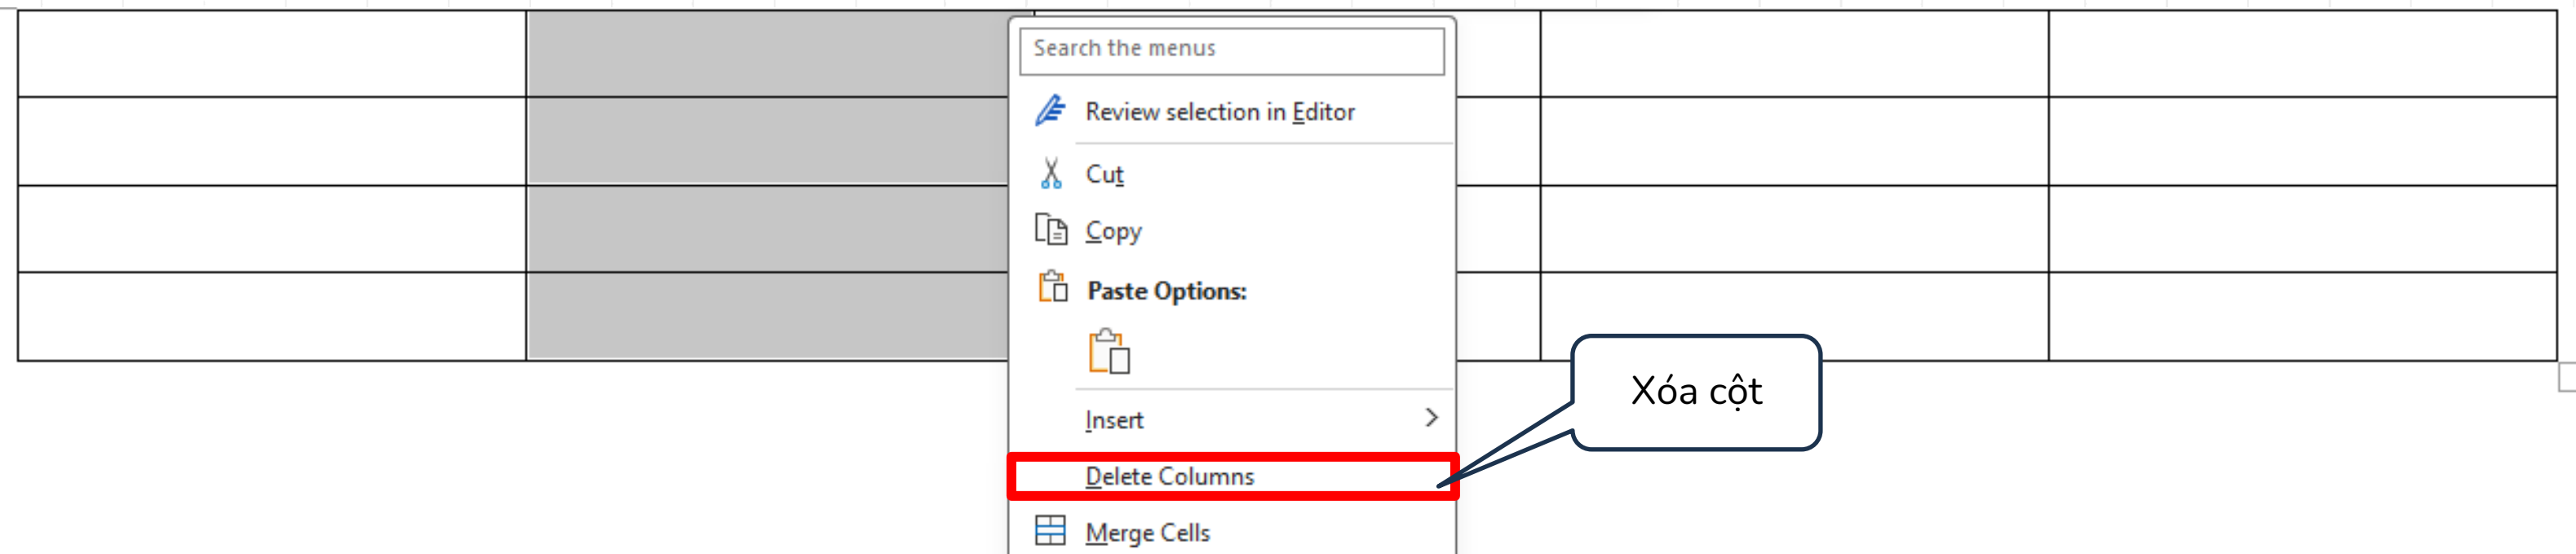 Search the menus
Review selection in Editor
Cut
Copy
Paste Options:
Insert
Delete Columns
Merge Cells
Xóa cột